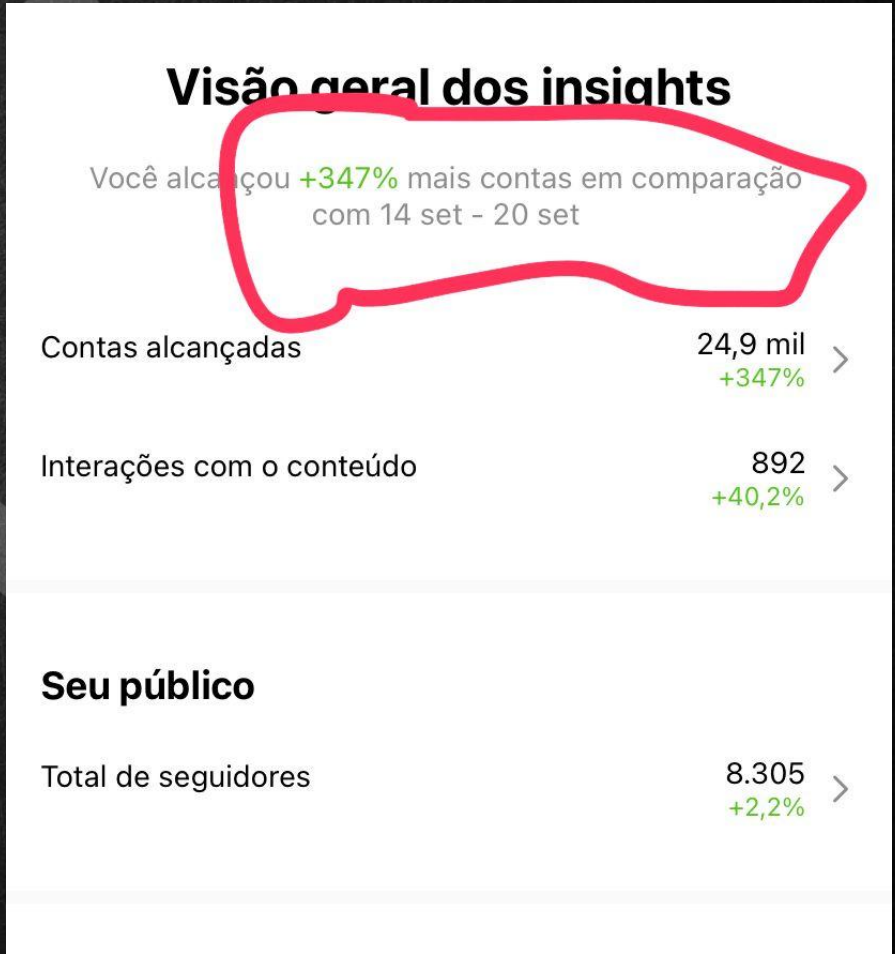 Visão geral dos insights
Você alcançou +347% mais contas em comparação
com 14 set - 20 set
Contas alcançadas
24,9 mil
+347%
Interações com o conteúdo
892
+40,2%
Seu público
Total de seguidores
8.305
+2,2%